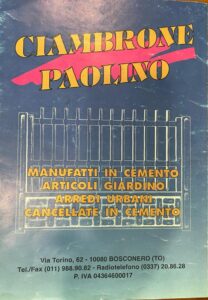 CIAMBRONE
PAOLINO
MANUFATTI IN CEMENTO
ARTICOLI GIARDINO
ARREDI URBANI
CANCELLATE IN CEMENTO
Via Torino, 62 - 10080 BOSCONERO (TO)
Tel./Fax (011) 988.90.82 - Radiotelefono (0337) 20.86.28
P. IVA 04364600017